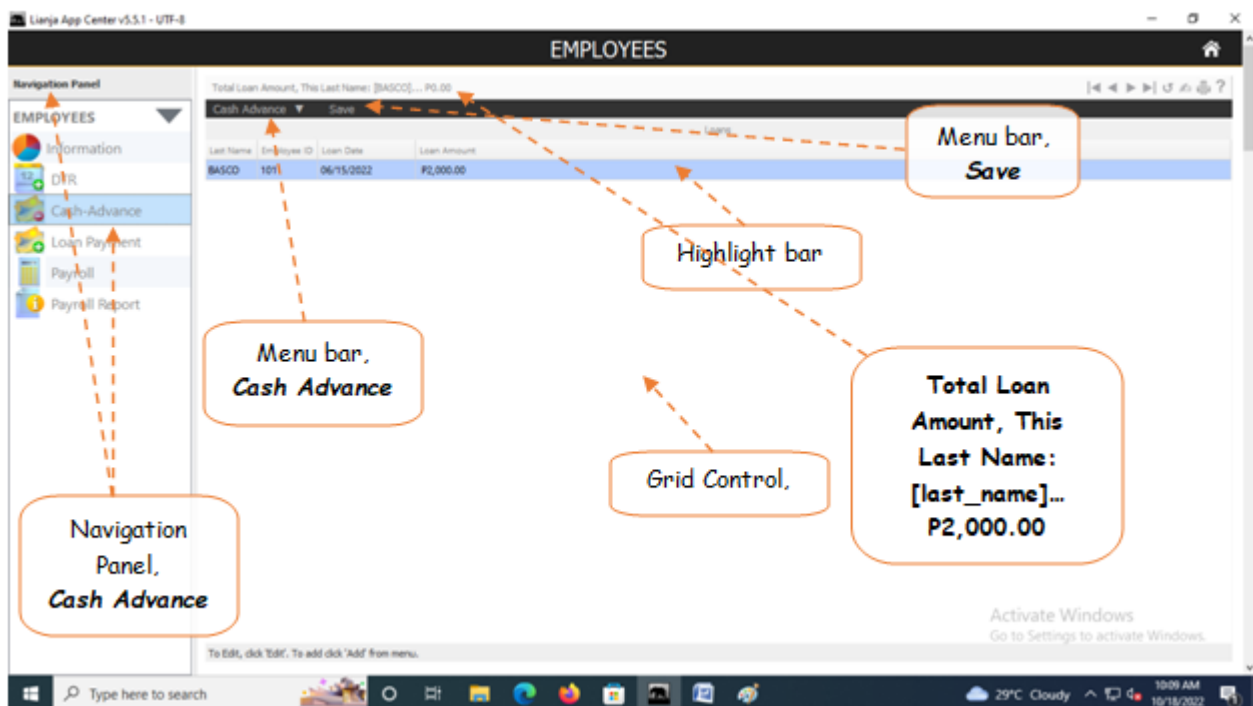 Lianja App Center v5.5.1 - UTF-8
EMPLOYEES
Navigation Panel
Total Loan Amount, This Last Name: [BASCO]... P0.00
Cash Advance ▼ Save
EMPLOYEES
Loans
Last Name Employee ID Loan Date Loan Amount
BASCO 101 06/15/2022 ₱2,000.00
Information
DTR
Cash-Advance
Loan Payment
Payroll
Payroll Report
Menu bar,
Save
Highlight bar
Menu bar,
Cash Advance
Total Loan
Amount, This
Last Name:
[last_name]...
P2,000.00
Grid Control,
Navigation
Panel,
Cash Advance
Activate Windows
Go to Settings to activate Windows.
To Edit, click 'Edit'. To add click 'Add' from menu.
Type here to search
29°C Cloudy
10:09 AM
10/18/2022